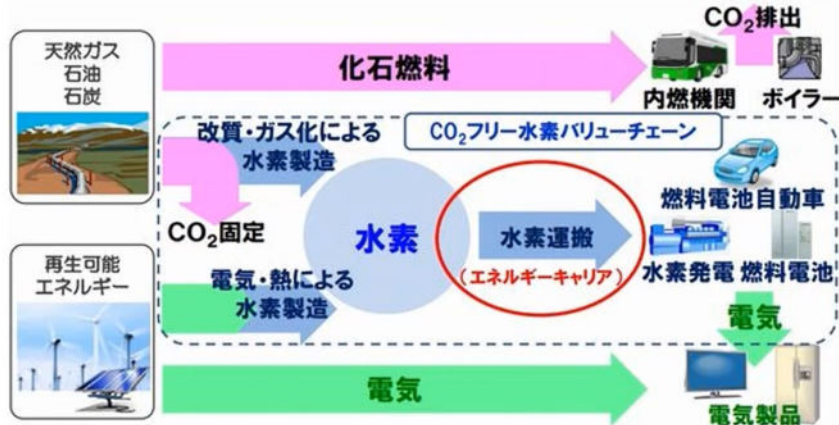 天然ガス
石油
石炭
化石燃料
CO₂排出
内燃機関
ボイラー
改質・ガス化による
水素製造
CO₂フリー水素バリューチェーン
CO₂固定
水素
水素運搬
（エネルギーキャリア）
燃料電池自動車
水素発電 燃料電池
再生可能
エネルギー
電気・熱による
水素製造
電気
電気
電気製品